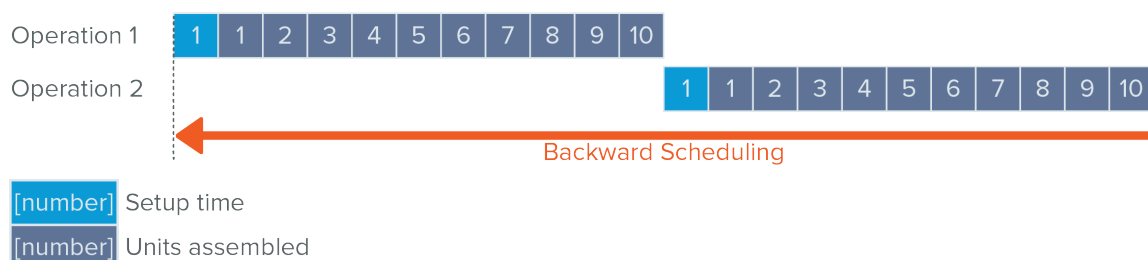 Operation 1 1 1 2 3 4 5 6 7 8 9 10
Operation 2 1 1 2 3 4 5 6 7 8 9 10
Backward Scheduling
[number] Setup time
[number] Units assembled